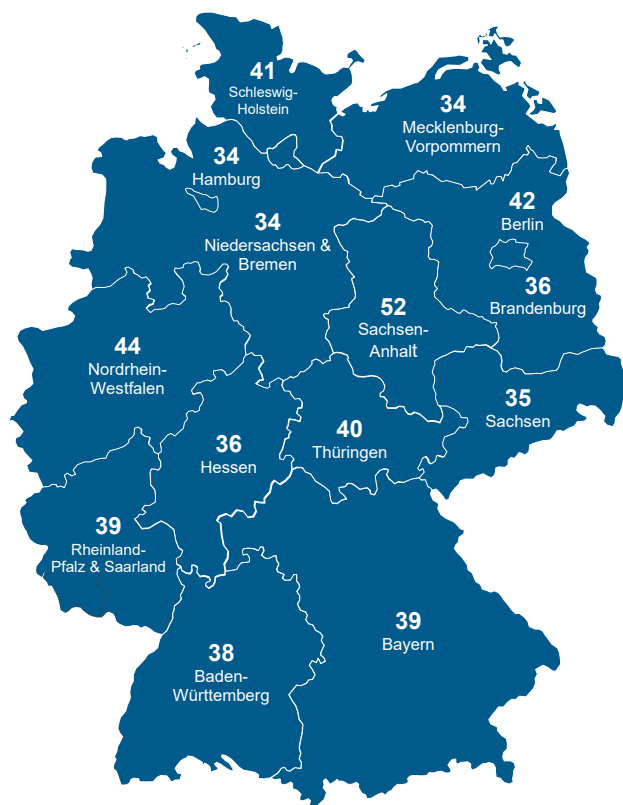 41
Schleswig-
Holstein
34
Mecklenburg-
Vorpommern
34
Hamburg
42
Berlin
34
Niedersachsen &
Bremen
36
Brandenburg
52
Sachsen-
Anhalt
44
Nordrhein-
Westfalen
35
Sachsen
40
Thüringen
36
Hessen
39
Rheinland-
Pfalz & Saarland
39
Bayern
38
Baden-
Württemberg